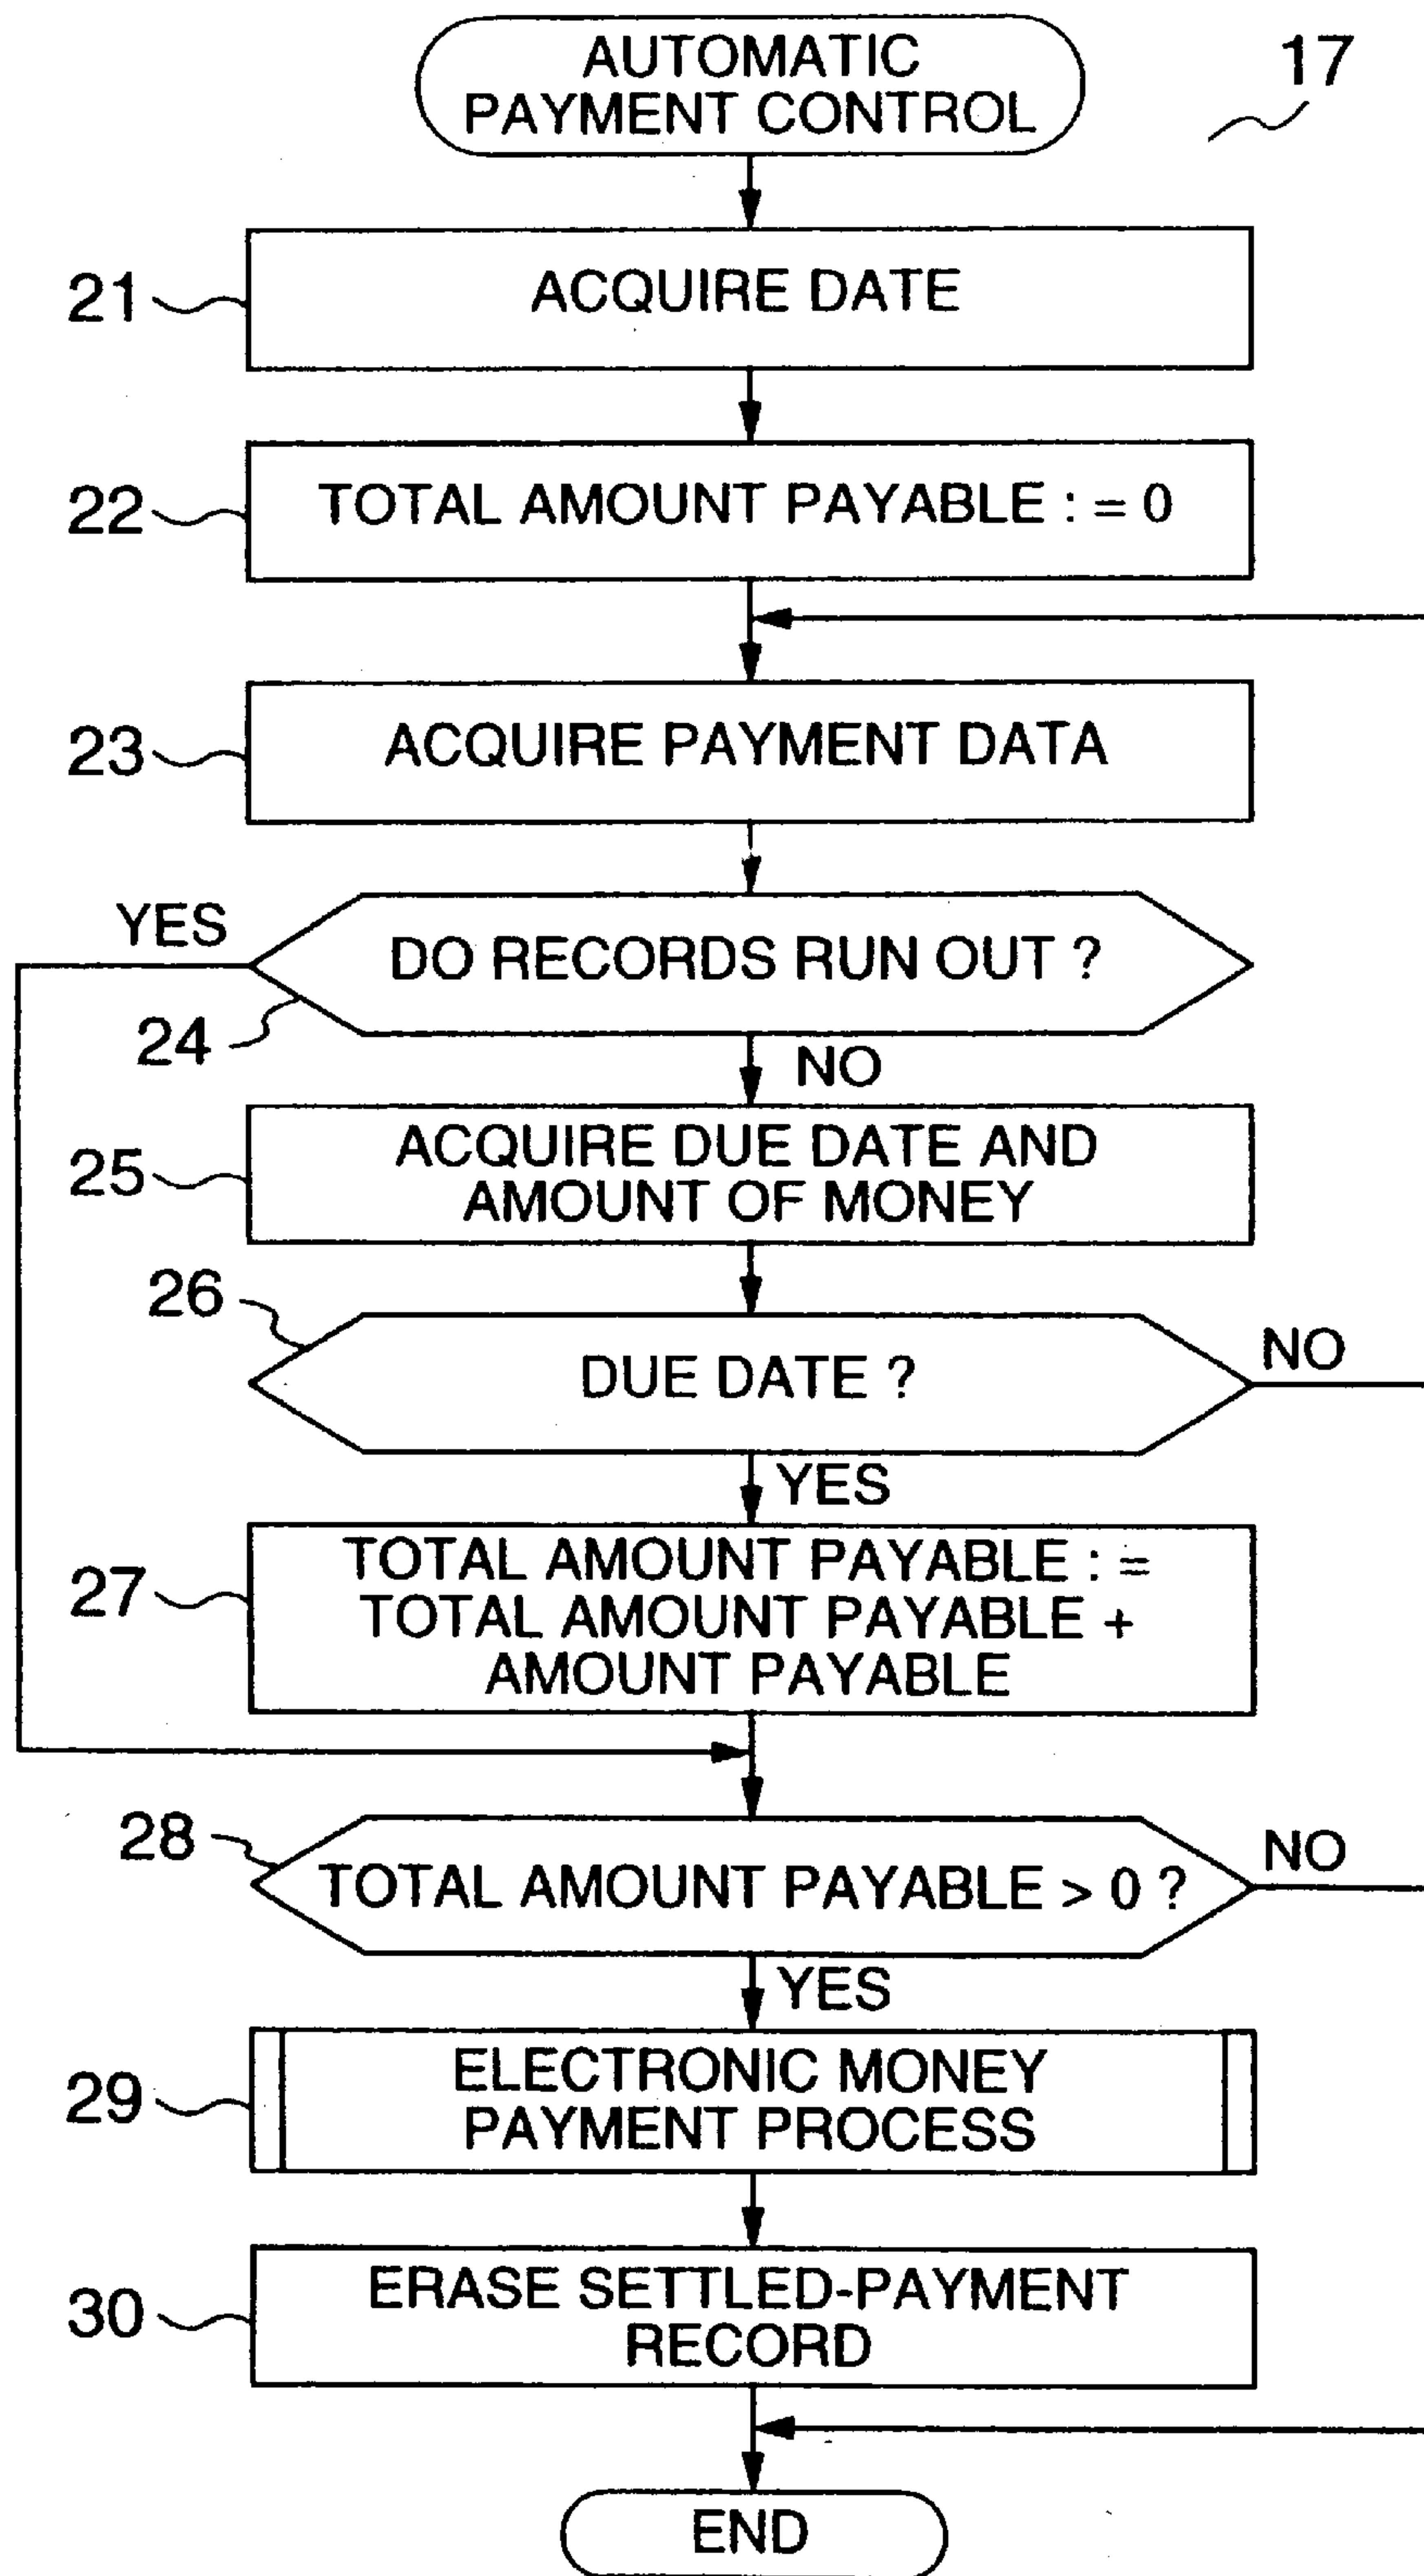 AUTOMATIC
PAYMENT CONTROL
17
21
ACQUIRE DATE
22
TOTAL AMOUNT PAYABLE : = 0
23
ACQUIRE PAYMENT DATA
YES
DO RECORDS RUN OUT ?
24
NO
25
ACQUIRE DUE DATE AND
AMOUNT OF MONEY
26
DUE DATE ?
NO
YES
27
TOTAL AMOUNT PAYABLE : =
TOTAL AMOUNT PAYABLE +
AMOUNT PAYABLE
28
TOTAL AMOUNT PAYABLE > 0 ?
NO
YES
29
ELECTRONIC MONEY
PAYMENT PROCESS
30
ERASE SETTLED-PAYMENT
RECORD
END